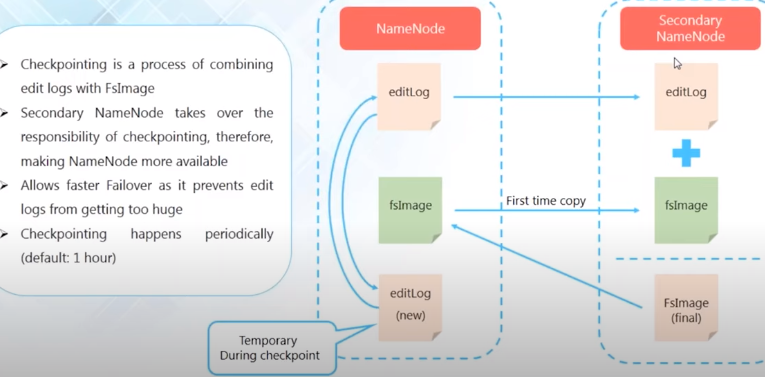 Checkpointing is a process of combining
edit logs with FsImage
Secondary NameNode takes over the
responsibility of checkpointing, therefore,
making NameNode more available
Allows faster Failover as it prevents edit
logs from getting too huge
Checkpointing happens periodically
(default: 1 hour)
NameNode
editLog
fsImage
editLog
(new)
Temporary
During checkpoint
First time copy
Secondary
NameNode
editLog
fsImage
FsImage
(final)